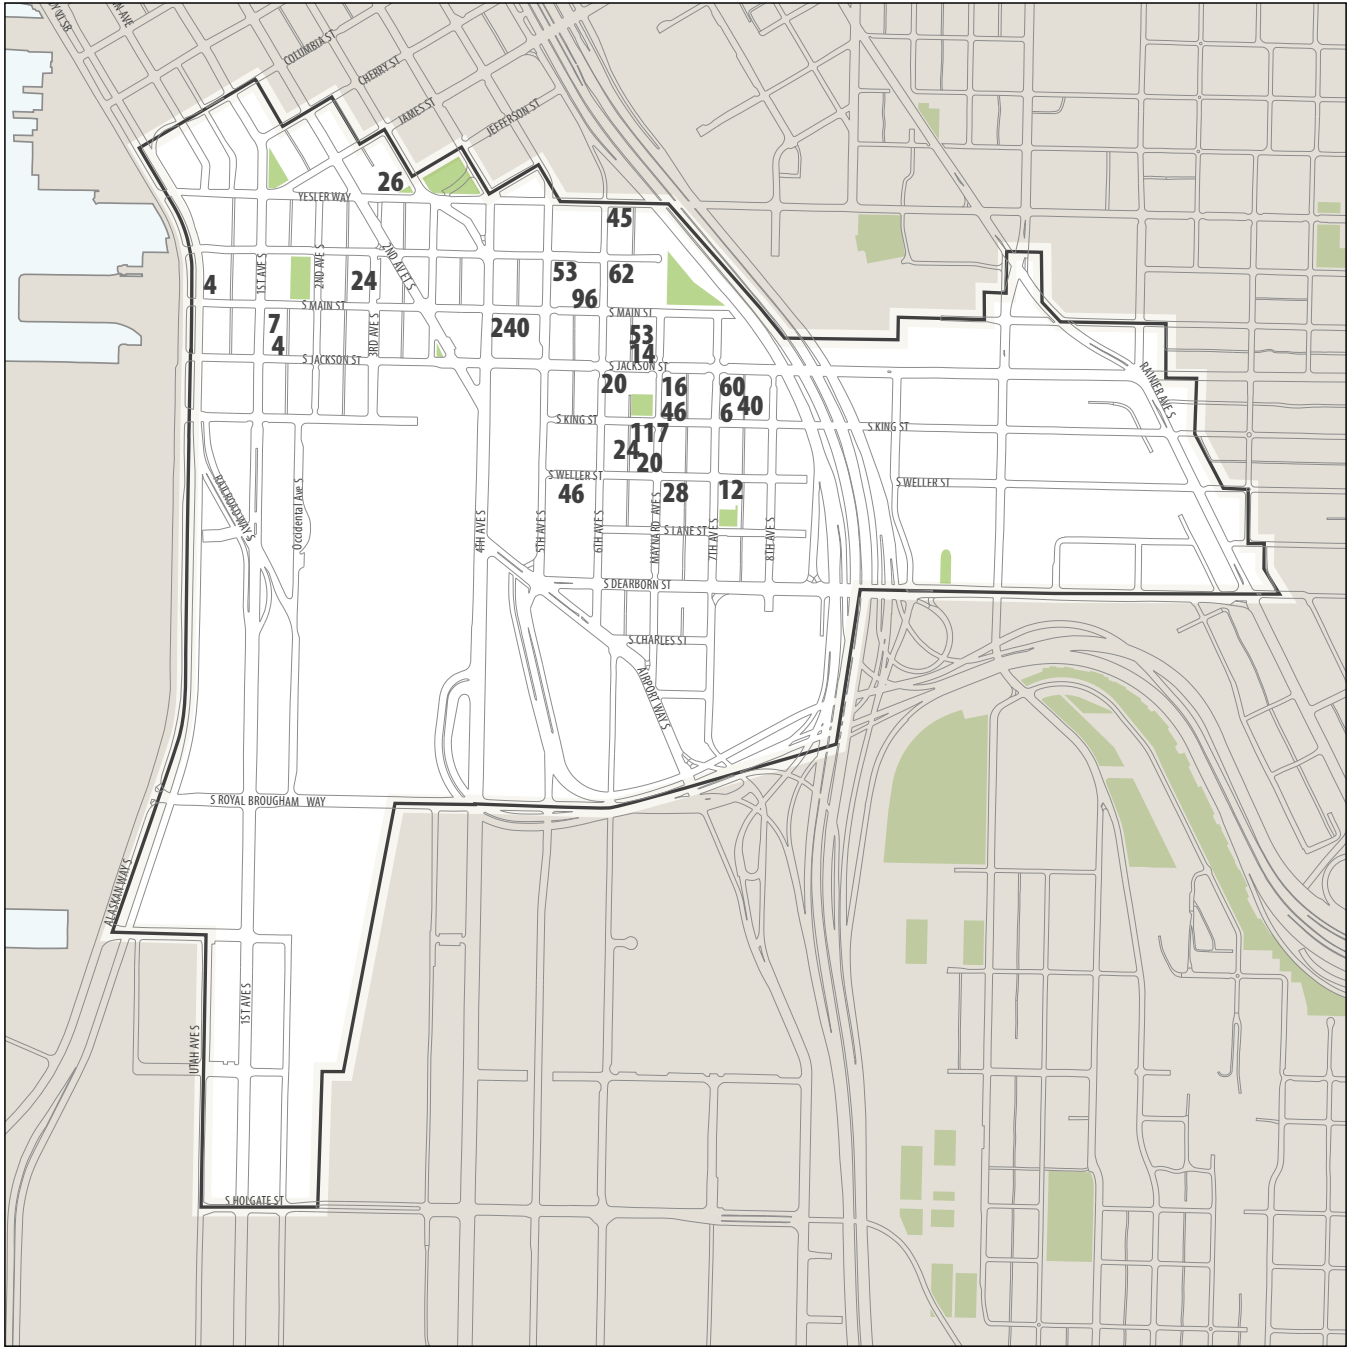 COLUMBIA ST
CHERRY ST
JAMES ST
JEFFERSON ST
26
YESLER WAY
45
1ST AVE S
2ND AVE S
2ND AV ET S
4
24
53
62
96
S MAIN ST
S MAIN ST
7
4
3RD AVE S
240
53
14
S JACKSON ST
S JACKSON ST
20
16
60
46
6
40
RAINIER AVE S
S KING ST
S KING ST
117
24
20
S WELLER ST
S WELLER ST
46
28
12
RAILROAD WAY S
Occidental Ave S
4TH AVE S
5TH AVE S
6TH AVE S
MAYNARD AVE S
7TH AVE S
8TH AVE S
S LANE ST
S DEARBORN ST
S CHARLES ST
AIRPORT WAY S
S ROYAL BROUGHAM WAY
ALASKAN WAY S
1ST AVE S
UTAH AVE S
S HOLGATE ST